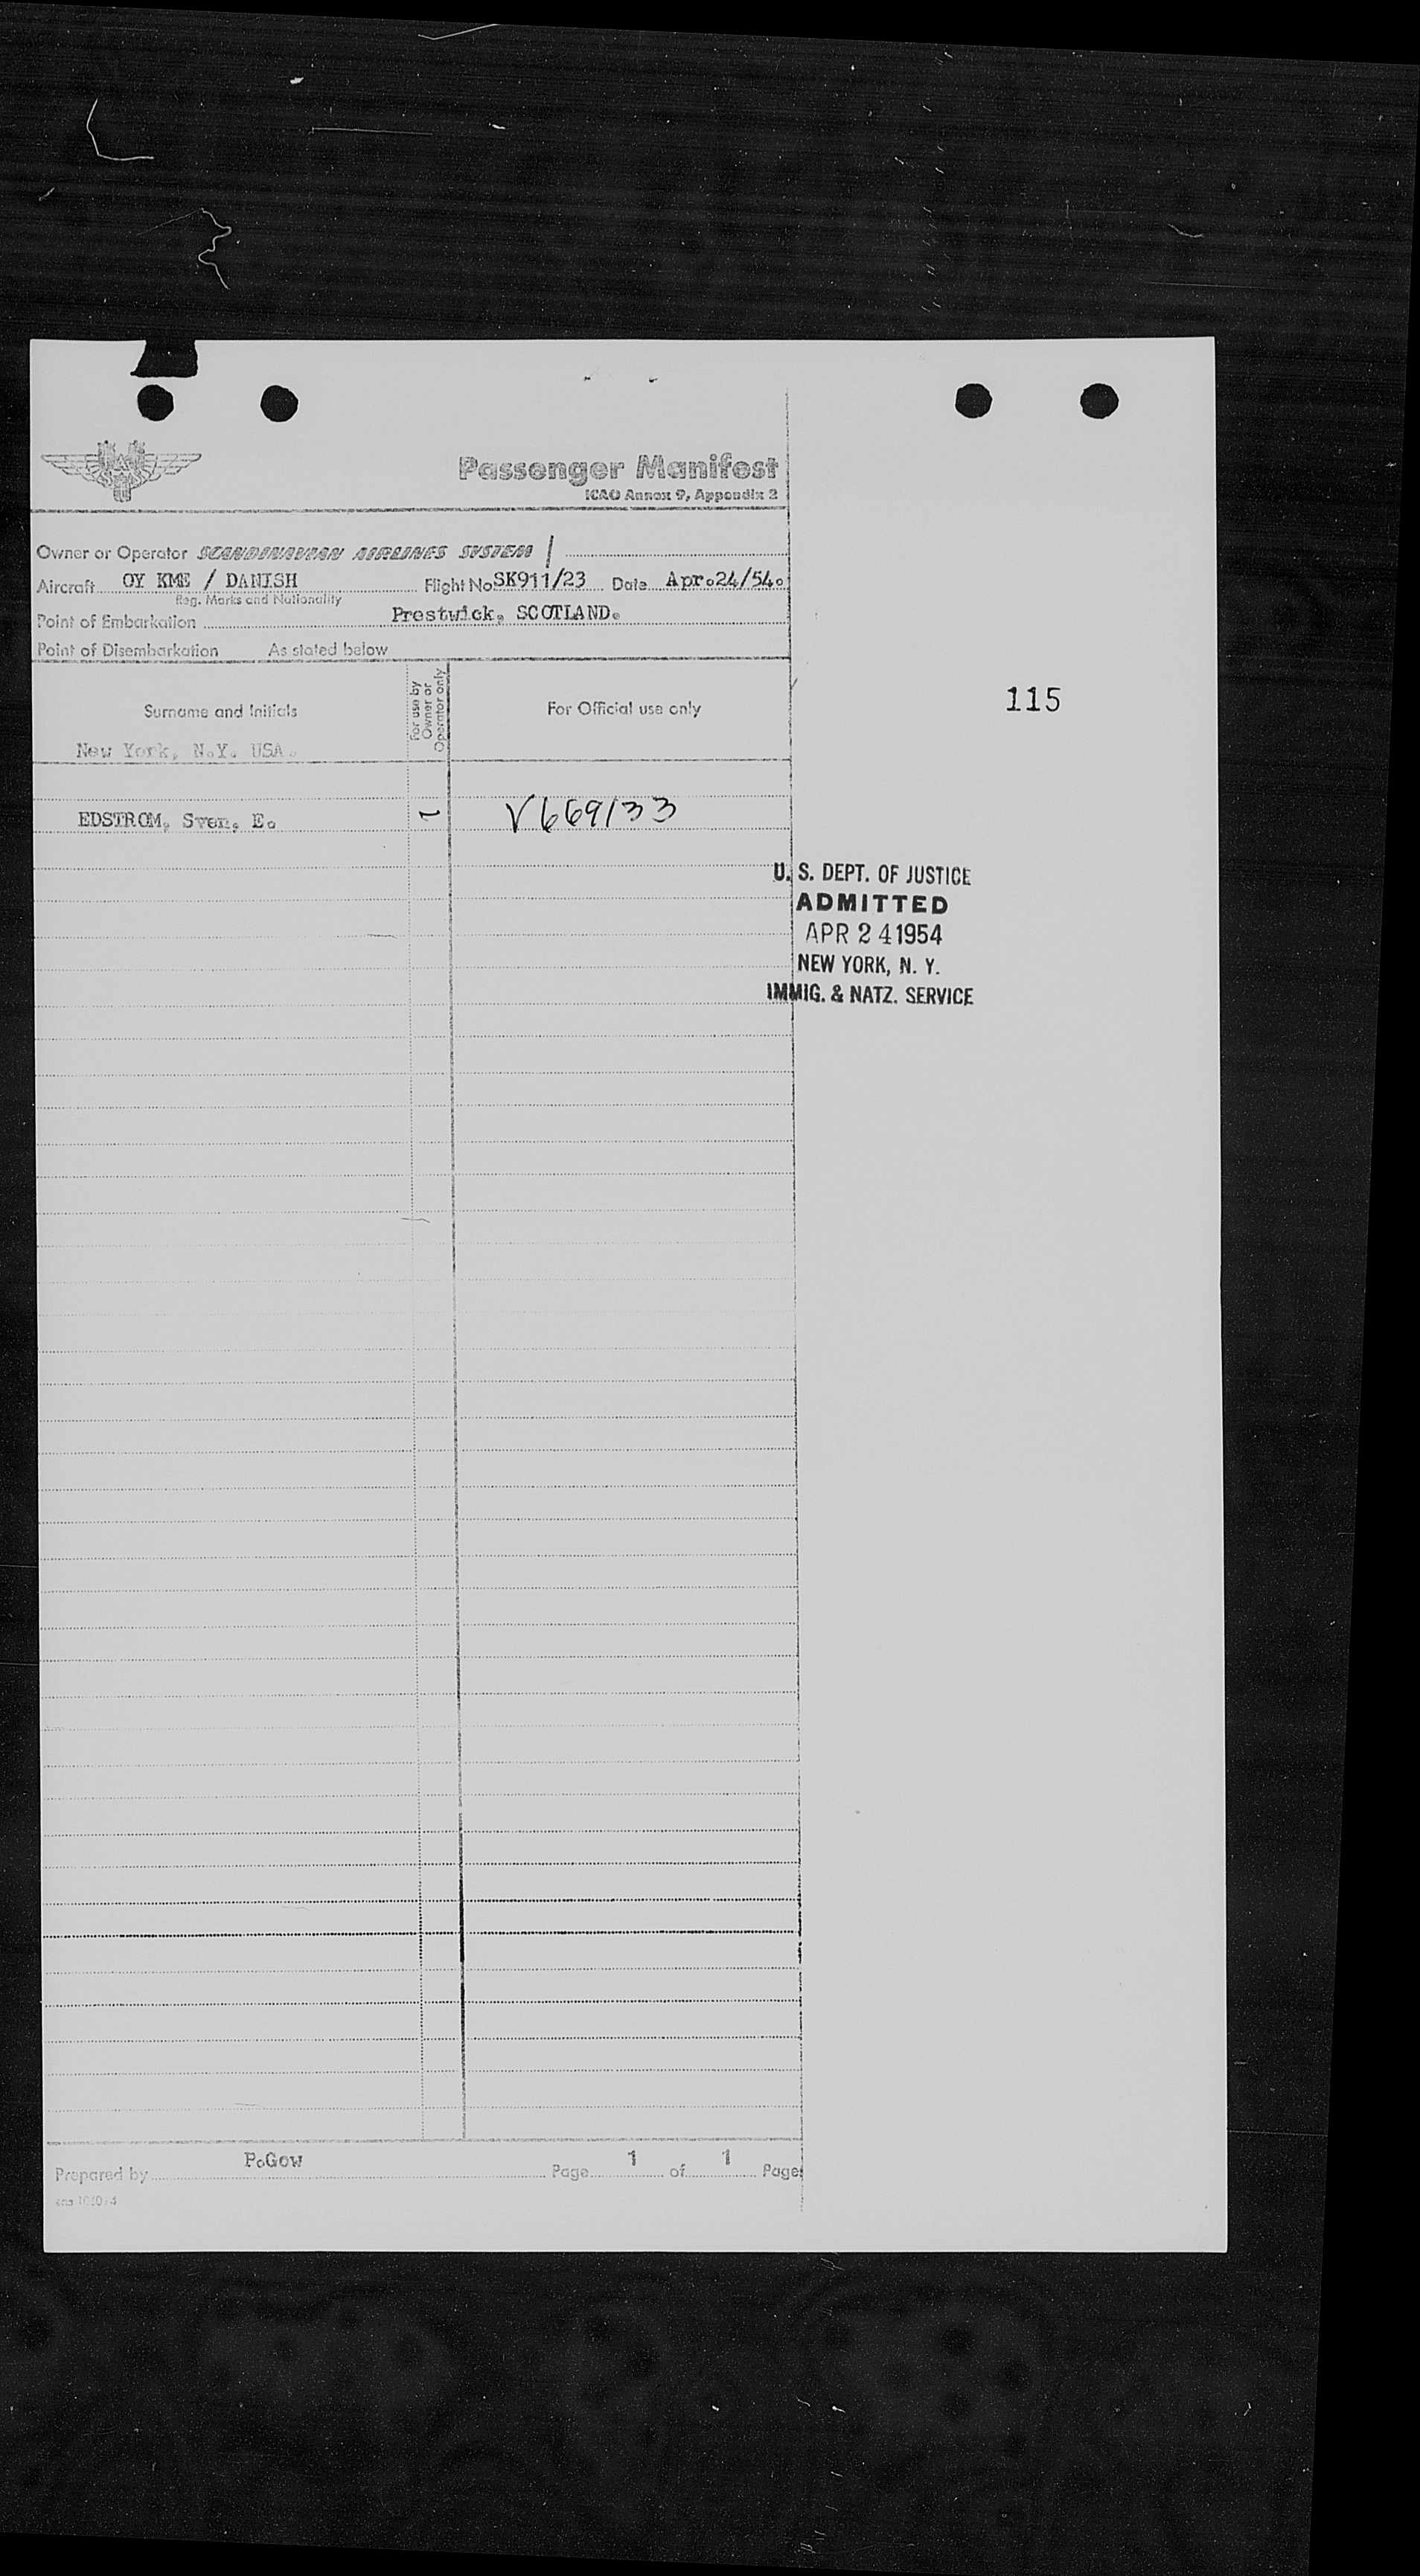 Passenger Manifest
ICAO Annex 9, Appendix 2
Owner or Operator SCANDINAVIAN AIRLINES SYSTEM /
Aircraft OY KME / DANISH Flight No SK911/23 Date Apr.24/54.
Reg. Marks and Nationality
Point of Embarkation Prestwick, SCOTLAND.
Point of Disembarkation As stated below
Surname and Initials
For use by
Owner or
Operator only
For Official use only
115
New York, N.Y. USA.
EDSTROM, Sven, E. V669133
U. S. DEPT. OF JUSTICE
ADMITTED
APR 24 1954
NEW YORK, N. Y.
IMMIG. & NATZ. SERVICE
Prepared by P.Gow Page 1 of 1 Page